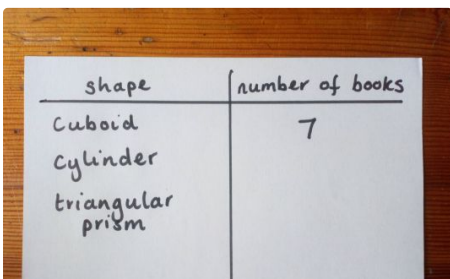 shape number of books
cuboid 7
cylinder
triangular
prism